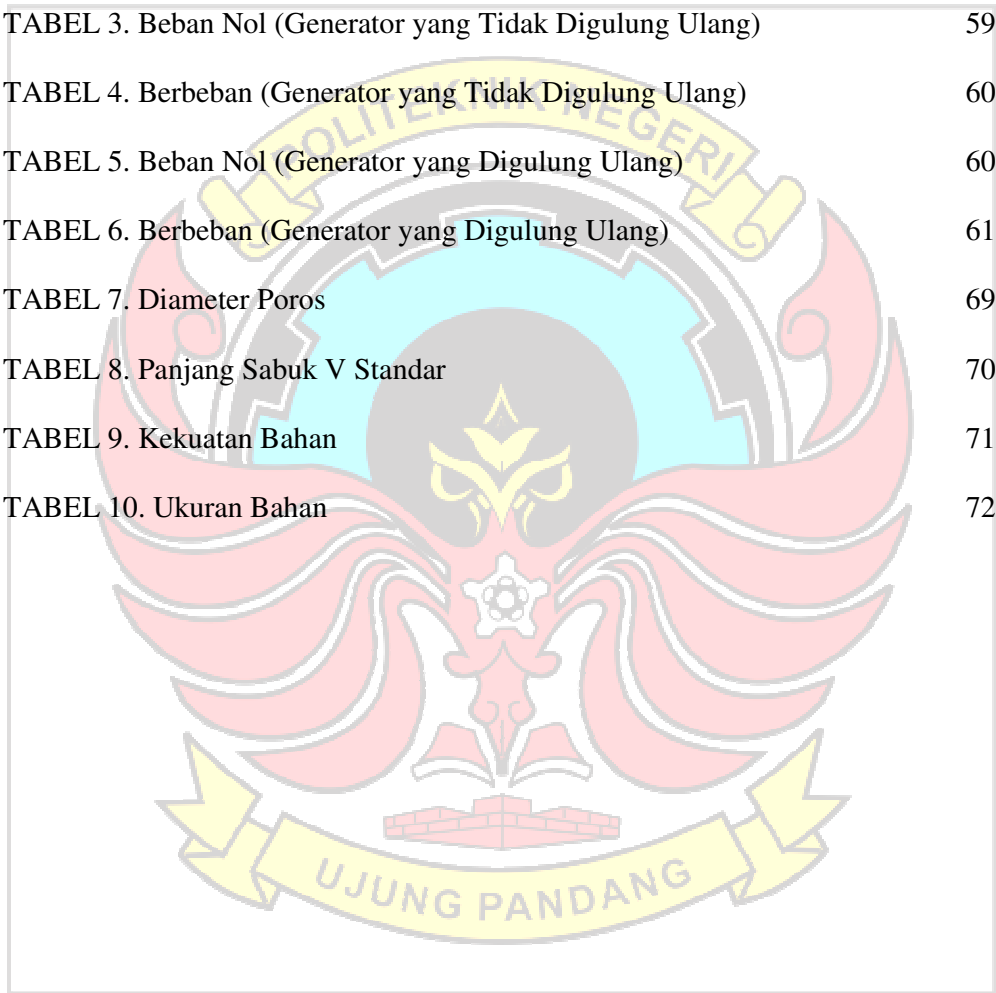 TABEL 3. Beban Nol (Generator yang Tidak Digulung Ulang) 59
TABEL 4. Berbeban (Generator yang Tidak Digulung Ulang) 60
TABEL 5. Beban Nol (Generator yang Digulung Ulang) 60
TABEL 6. Berbeban (Generator yang Digulung Ulang) 61
TABEL 7. Diameter Poros 69
TABEL 8. Panjang Sabuk V Standar 70
TABEL 9. Kekuatan Bahan 71
TABEL 10. Ukuran Bahan 72
POLITEKNIK NEGERI
UJUNG PANDANG